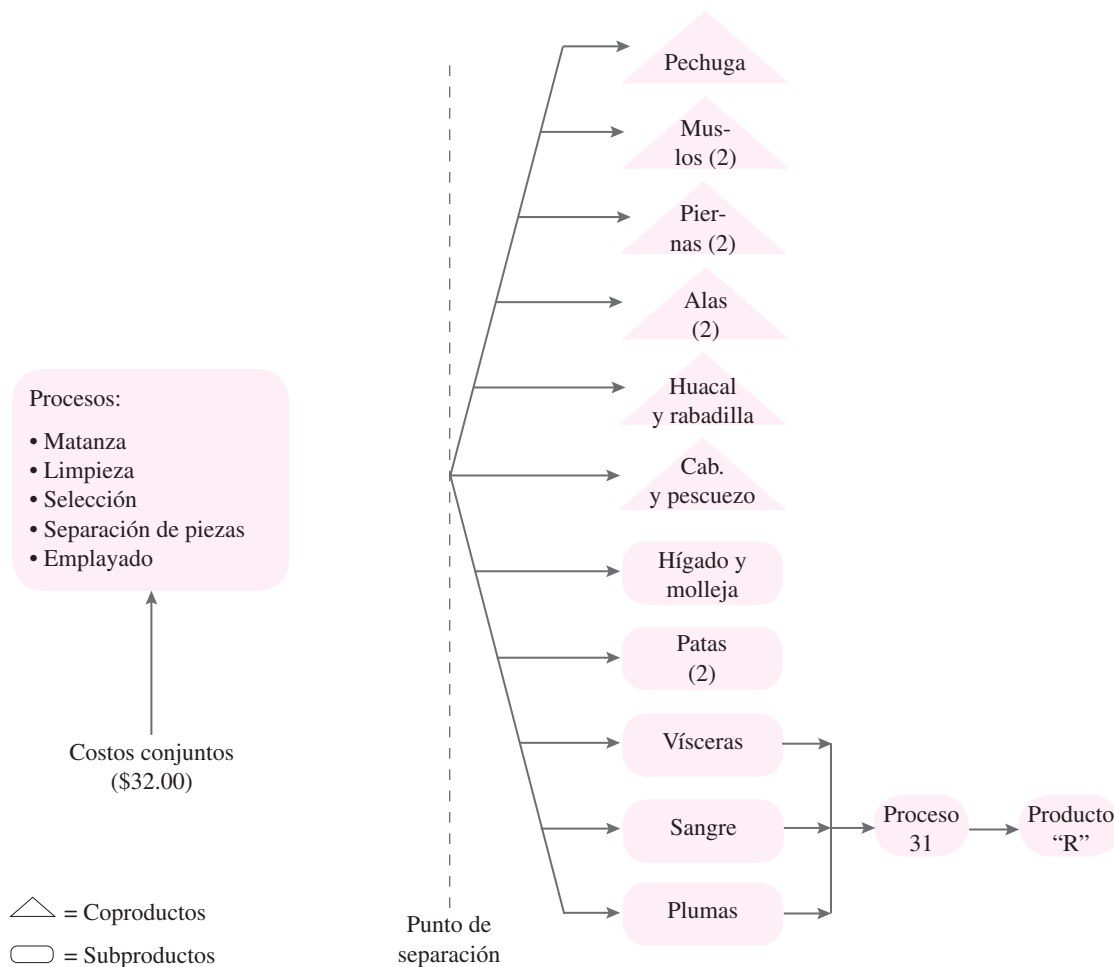 Pechuga
Mus-
los (2)
Pier-
nas (2)
Alas
(2)
Huacal
y rabadilla
Cab.
y pescuezo
Hígado y
molleja
Patas
(2)
Vísceras
Sangre
Plumas
Procesos:
• Matanza
• Limpieza
• Selección
• Separación de piezas
• Emplayado
Costos conjuntos
($32.00)
Proceso
31
Producto
“R”
= Coproductos
= Subproductos
Punto de
separación